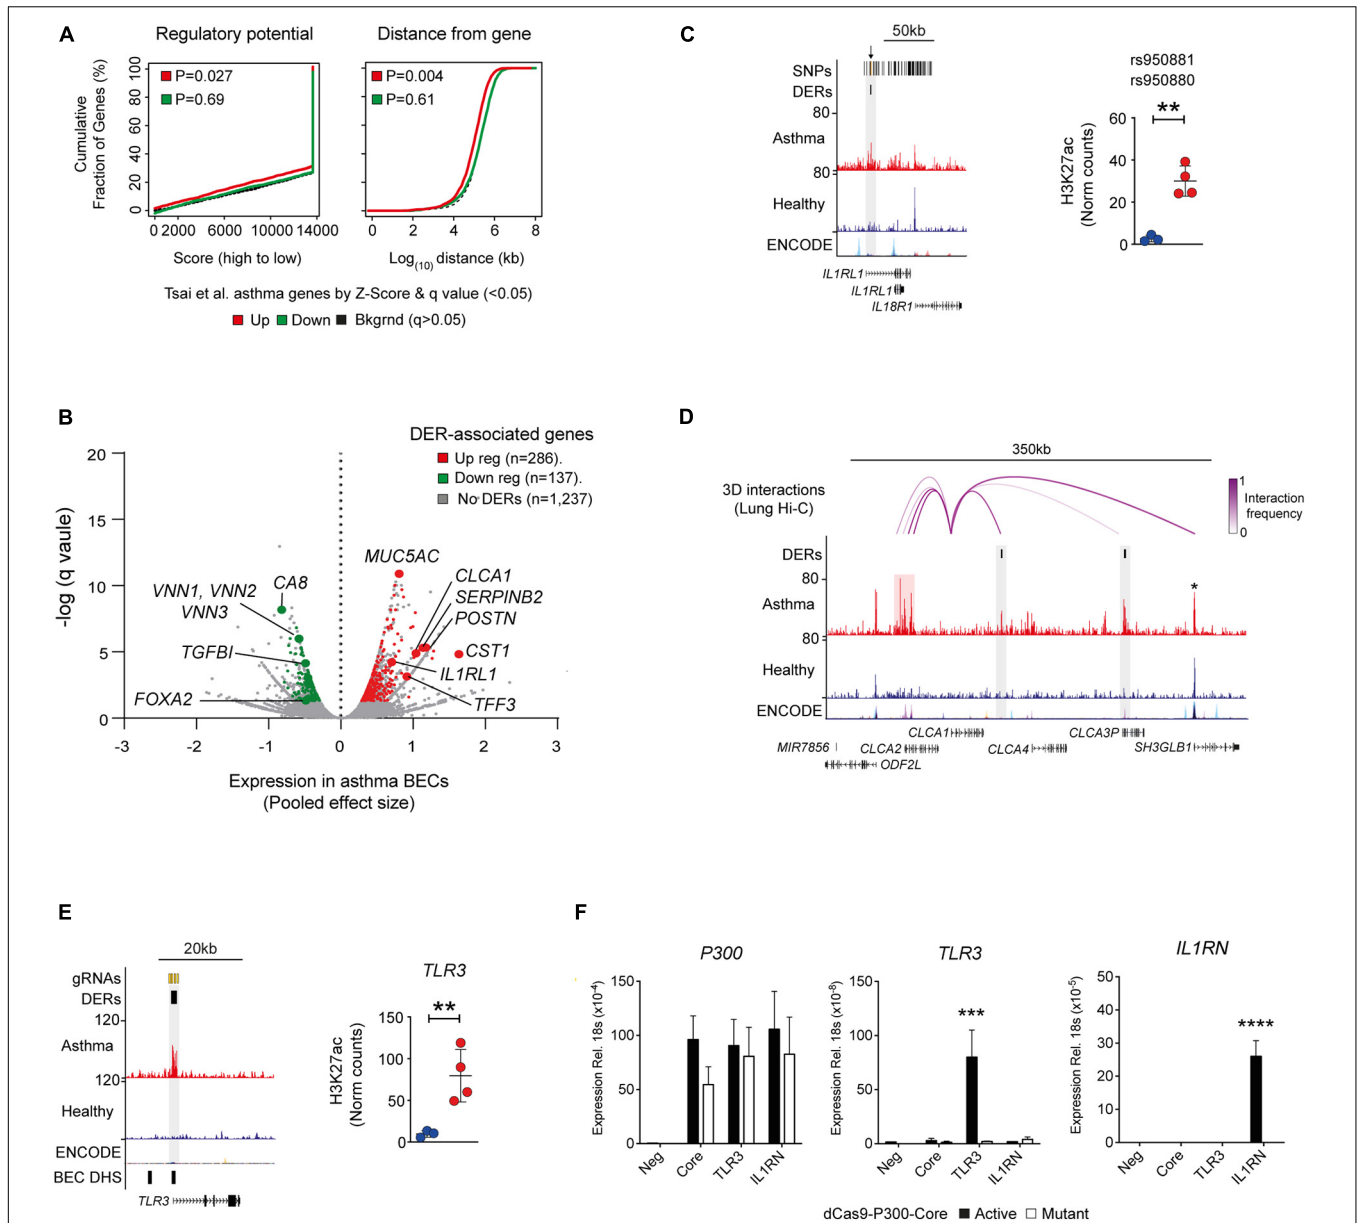 A
Regulatory potential
Distance from gene
Cumulative
Fraction of Genes (%)
100
80
60
40
20
0
P=0.027
P=0.69
P=0.004
P=0.61
0 2000 6000 10000 14000
0 2 4 6 8
Score (high to low)
Log(10) distance (kb)
Tsai et al. asthma genes by Z-Score & q value (<0.05)
Up Down Bkgrnd (q>0.05)
B
DER-associated genes
Up reg (n=286).
Down reg (n=137).
No DERs (n=1,237)
-log (q vaule)
20
15
10
5
0
MUC5AC
CLCA1
SERPINB2
POSTN
CST1
IL1RL1
TFF3
CA8
VNN1, VNN2
VNN3
TGFBI
FOXA2
-3 -2 -1 0 1 2 3
Expression in asthma BECs
(Pooled effect size)
C
50kb
SNPs
DERs
80
Asthma
80
Healthy
ENCODE
IL1RL1
IL1RL1
IL18R1
rs950881
rs950880
**
H3K27ac
(Norm counts)
60
40
20
0
D
350kb
3D interactions
(Lung Hi-C)
1
0
Interaction
frequency
DERs
80
Asthma
*
80
Healthy
ENCODE
CLCA1
CLCA3P
MIR7856
CLCA2
CLCA4
SH3GLB1
ODF2L
E
20kb
gRNAs
DERs
120
Asthma
120
Healthy
ENCODE
BEC DHS
TLR3
TLR3
**
H3K27ac
(Norm counts)
150
100
50
0
F
P300
Expression Rel. 18s (x10-4)
150
100
50
0
Neg Core TLR3 IL1RN
TLR3
Expression Rel. 18s (x10-8)
150
100
50
0
***
Neg Core TLR3 IL1RN
IL1RN
Expression Rel. 18s (x10-5)
50
40
30
20
10
0
****
Neg Core TLR3 IL1RN
dCas9-P300-Core Active Mutant